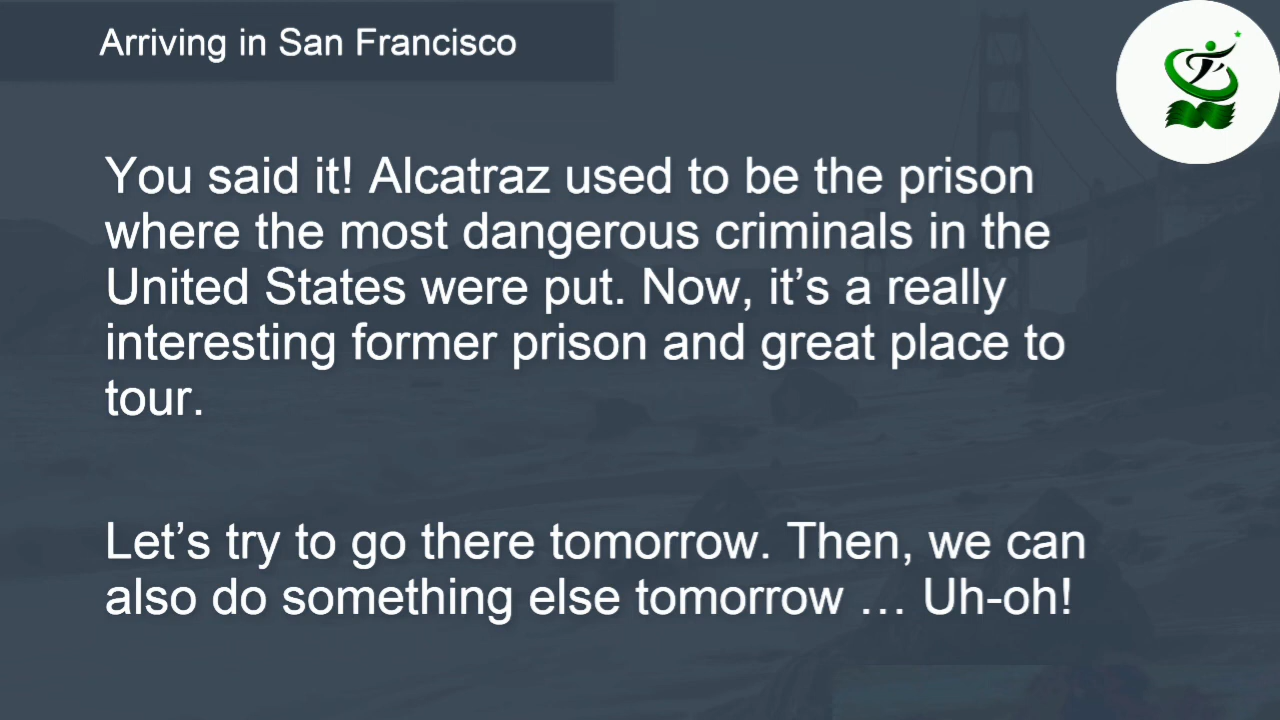 Arriving in San Francisco
You said it! Alcatraz used to be the prison
where the most dangerous criminals in the
United States were put. Now, it’s a really
interesting former prison and great place to
tour.
Let’s try to go there tomorrow. Then, we can
also do something else tomorrow … Uh-oh!